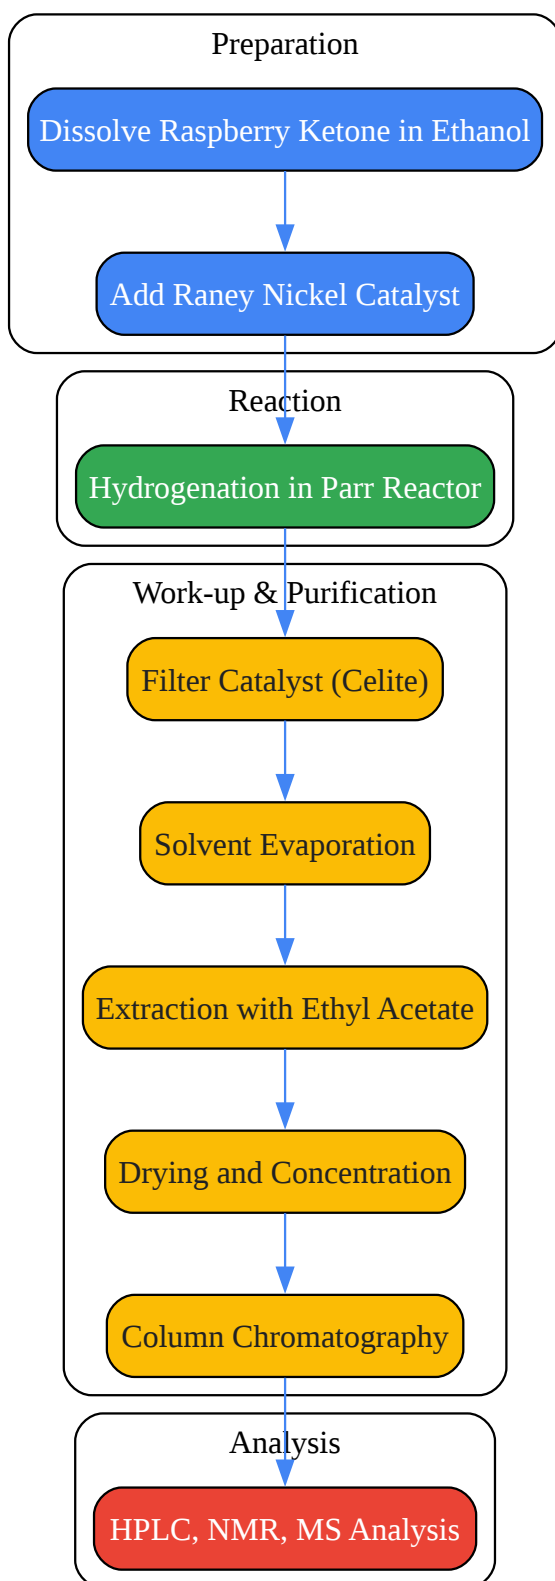 Preparation
Dissolve Raspberry Ketone in Ethanol
Add Raney Nickel Catalyst
Reaction
Hydrogenation in Parr Reactor
Work-up & Purification
Filter Catalyst (Celite)
Solvent Evaporation
Extraction with Ethyl Acetate
Drying and Concentration
Column Chromatography
Analysis
HPLC, NMR, MS Analysis